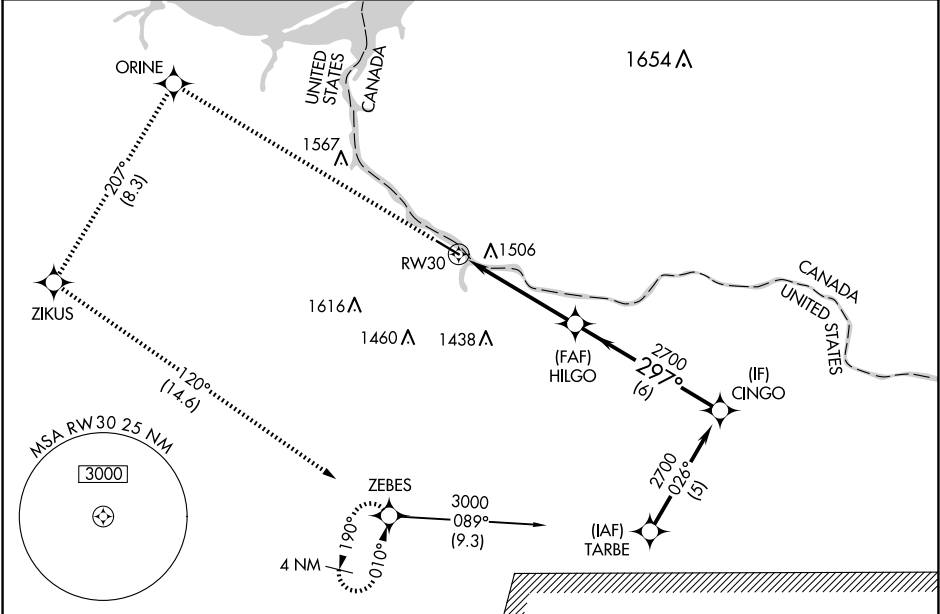 ORINE
UNITED
STATES
CANADA
1654
1567
207°
(8.3)
RW30
1506
ZIKUS
1616
1460
1438
(FAF)
HILGO
2700
297°
(6)
(IF)
CINGO
CANADA
UNITED STATES
120°
(14.6)
MSA RW30 25 NM
3000
ZEBES
3000
089°
(9.3)
190°
010°
4 NM
2700
026°
(5)
(IAF)
TARBE